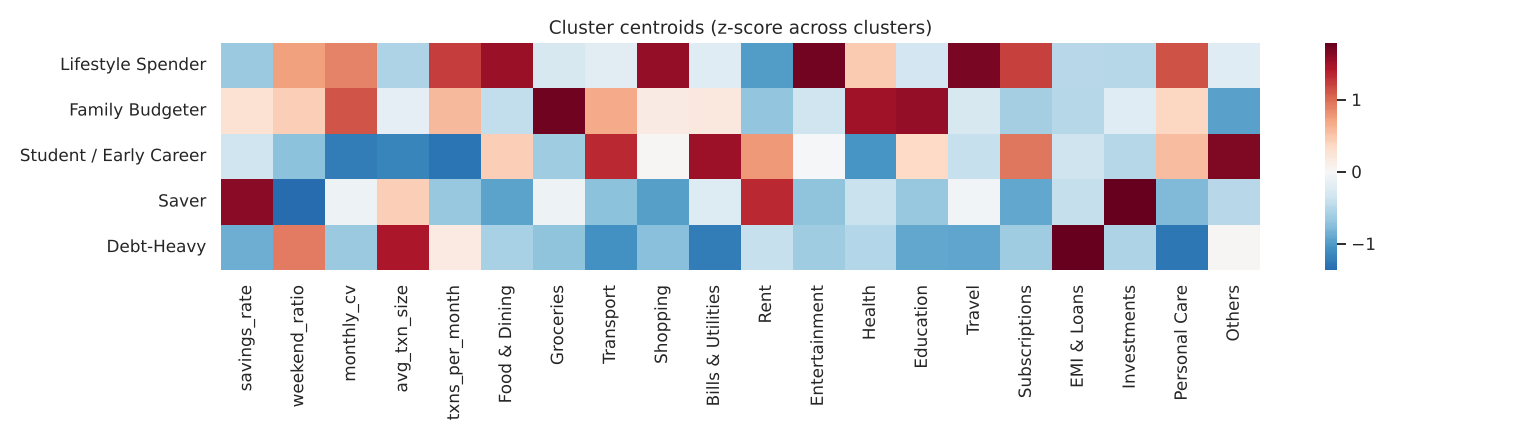 Cluster centroids (z-score across clusters)
Lifestyle Spender
Family Budgeter
Student / Early Career
Saver
Debt-Heavy
savings_rate
weekend_ratio
monthly_cv
avg_txn_size
txns_per_month
Food & Dining
Groceries
Transport
Shopping
Bills & Utilities
Rent
Entertainment
Health
Education
Travel
Subscriptions
EMI & Loans
Investments
Personal Care
Others
1
0
−1